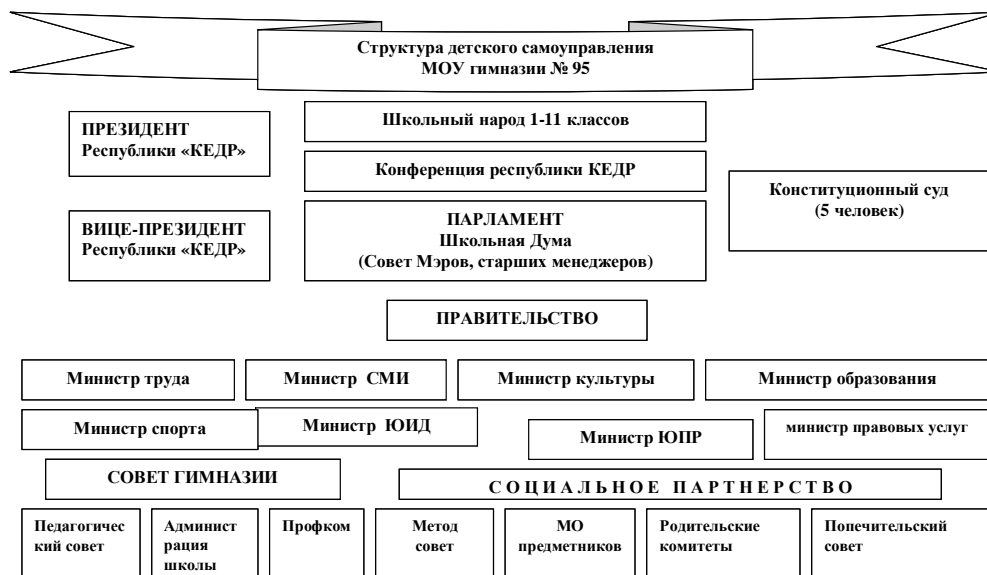 Структура детского самоуправления
МОУ гимназии № 95
ПРЕЗИДЕНТ
Республики «КЕДР»
Школьный народ 1-11 классов
Конференция республики КЕДР
Конституционный суд
(5 человек)
ВИЦЕ-ПРЕЗИДЕНТ
Республики «КЕДР»
ПАРЛАМЕНТ
Школьная Дума
(Совет Мэров, старших менеджеров)
ПРАВИТЕЛЬСТВО
Министр труда
Министр СМИ
Министр культуры
Министр образования
Министр спорта
Министр ЮИД
Министр ЮПР
министр правовых услуг
СОВЕТ ГИМНАЗИИ
СОЦИАЛЬНОЕ ПАРТНЕРСТВО
Педагогичес
кий совет
Админист
рация
школы
Профком
Метод
совет
МО
предметников
Родительские
комитеты
Попечительский
совет